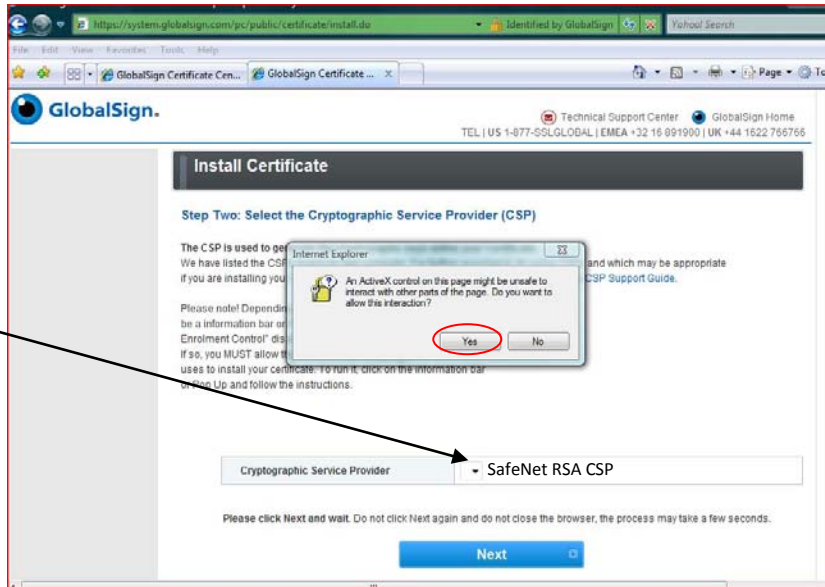 https://system.globalsign.com/pc/public/certificate/install.do
Identified by GlobalSign
Yahoo! Search
File Edit View Favorites Tools Help
GlobalSign Certificate Cen...
GlobalSign Certificate ... X
Page
To
GlobalSign.
Technical Support Center GlobalSign Home
TEL | US 1-877-SSLGLOBAL | EMEA +32 16 891900 | UK +44 1622 766766
Install Certificate
Step Two: Select the Cryptographic Service Provider (CSP)
The CSP is used to ge
We have listed the CSP and which may be appropriate
if you are installing you CSP Support Guide.
Please note! Dependin
be a information bar or
Enrolment Control" dis
If so, you MUST allow t
uses to install your certificate. To run it, click on the information bar
or Pop Up and follow the instructions.
Internet Explorer
An ActiveX control on this page might be unsafe to
interact with other parts of the page. Do you want to
allow this interaction?
Yes No
Cryptographic Service Provider SafeNet RSA CSP
Please click Next and wait. Do not click Next again and do not close the browser, the process may take a few seconds.
Next